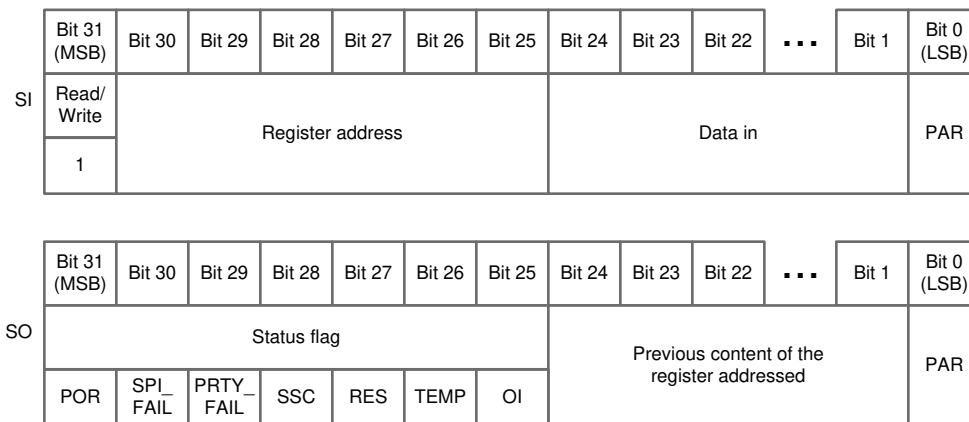 Bit 31 (MSB) Bit 30 Bit 29 Bit 28 Bit 27 Bit 26 Bit 25 Bit 24 Bit 23 Bit 22 ... Bit 1 Bit 0 (LSB)
SI
Read/
Write
1
Register address
Data in
PAR
Bit 31 (MSB) Bit 30 Bit 29 Bit 28 Bit 27 Bit 26 Bit 25 Bit 24 Bit 23 Bit 22 ... Bit 1 Bit 0 (LSB)
SO
Status flag
POR SPI_FAIL PRTY_FAIL SSC RES TEMP OI
Previous content of the
register addressed
PAR